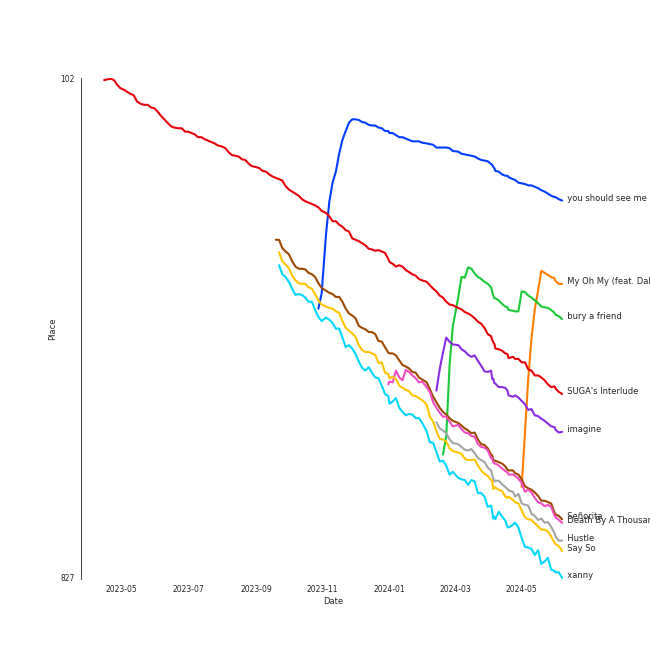 102
you should see me
My Oh My (feat. Dal
bury a friend
Place
SUGA's Interlude
imagine
Señorita
Death By A Thousan
Hustle
Say So
xanny
827
2023-05
2023-07
2023-09
2023-11
2024-01
2024-03
2024-05
Date